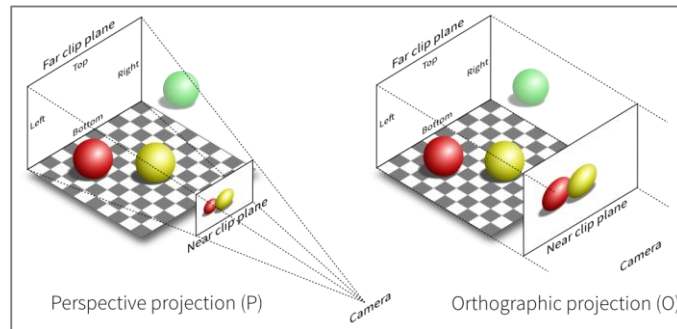 Far clip plane
Top
Right
Left
Bottom
Near clip plane
Camera
Perspective projection (P)
Far clip plane
Top
Right
Left
Bottom
Near clip plane
Camera
Orthographic projection (O)